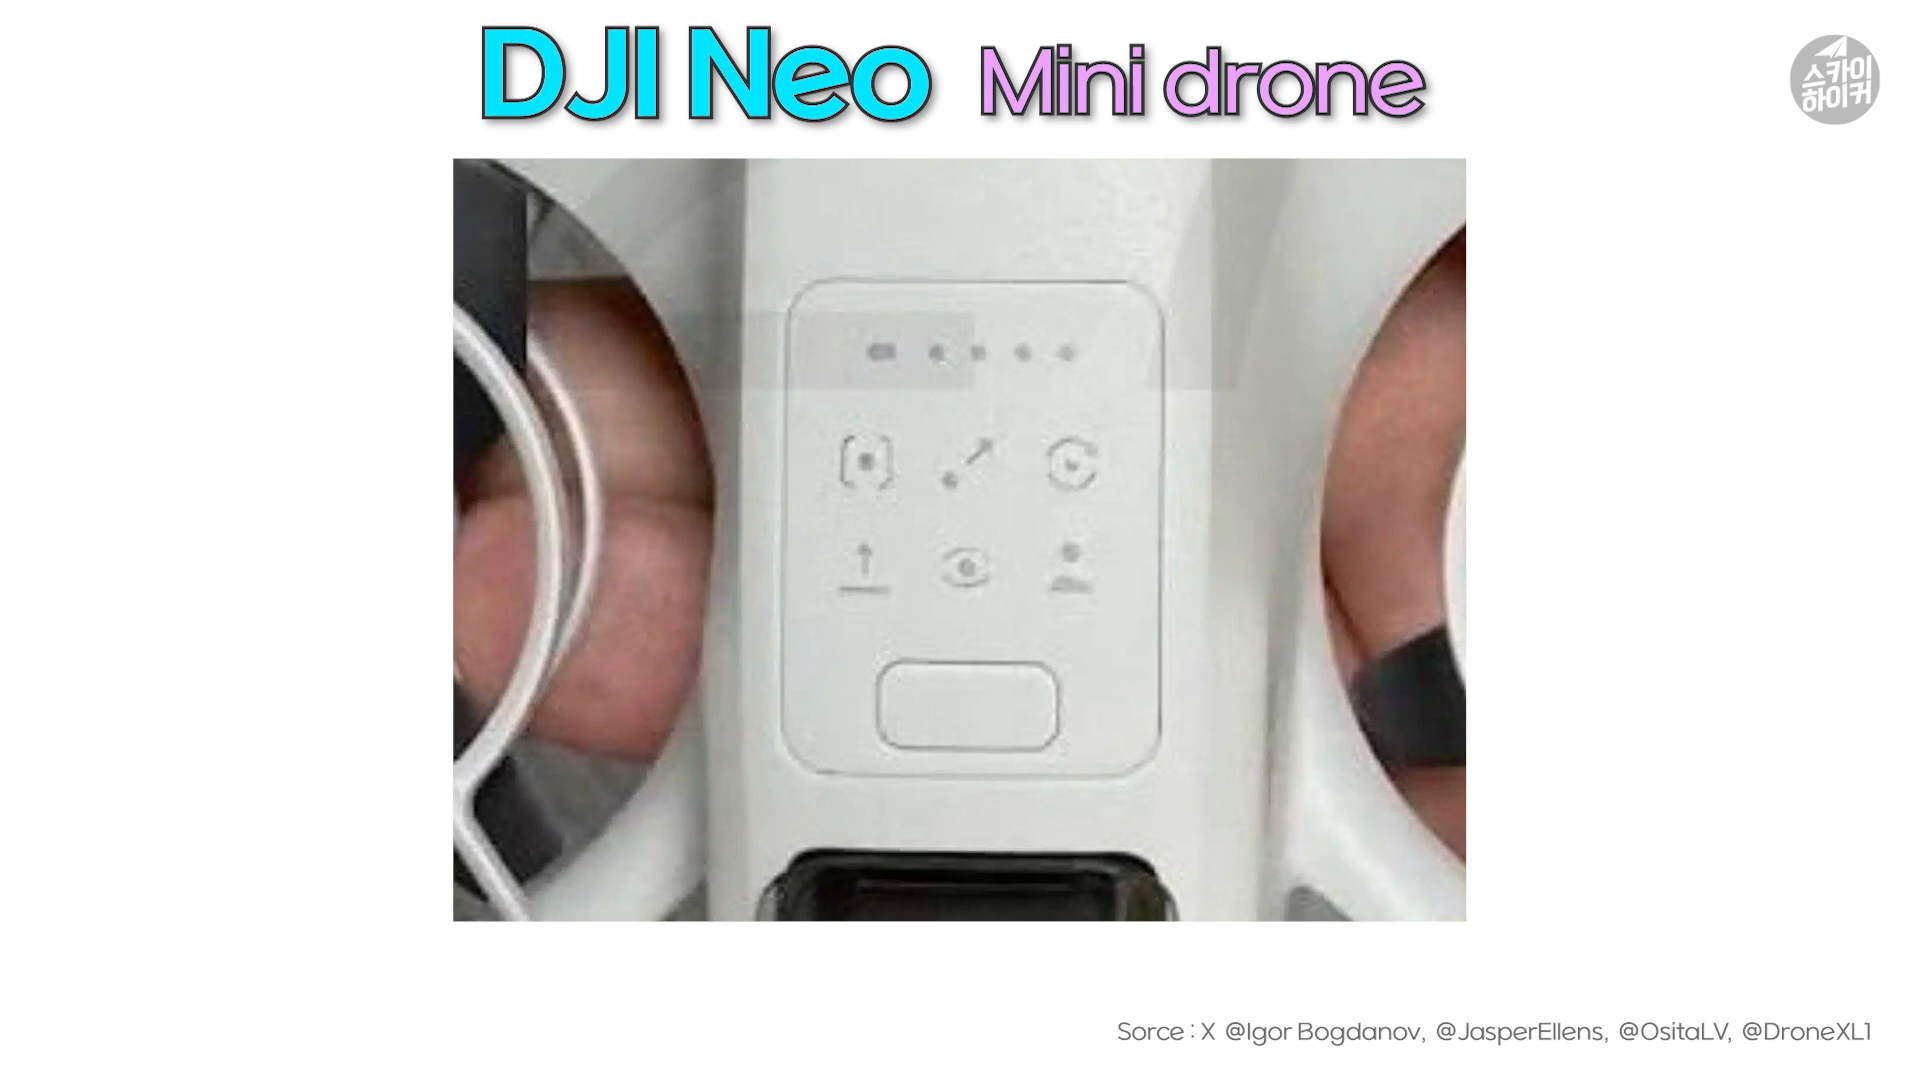 DJI Neo Mini drone
스카이
하이커
Sorce : X @Igor Bogdanov, @JasperEllens, @OsitaLV, @DroneXL1